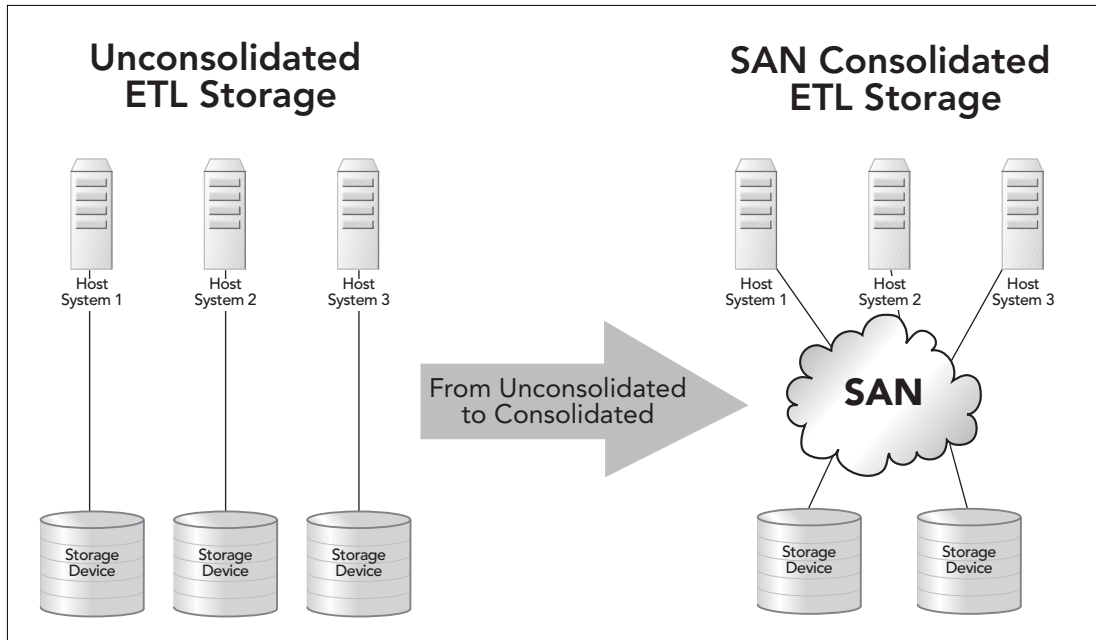 Unconsolidated
ETL Storage
Host
System 1
Host
System 2
Host
System 3
Storage
Device
Storage
Device
Storage
Device
From Unconsolidated
to Consolidated
SAN Consolidated
ETL Storage
Host
System 1
Host
System 2
Host
System 3
SAN
Storage
Device
Storage
Device